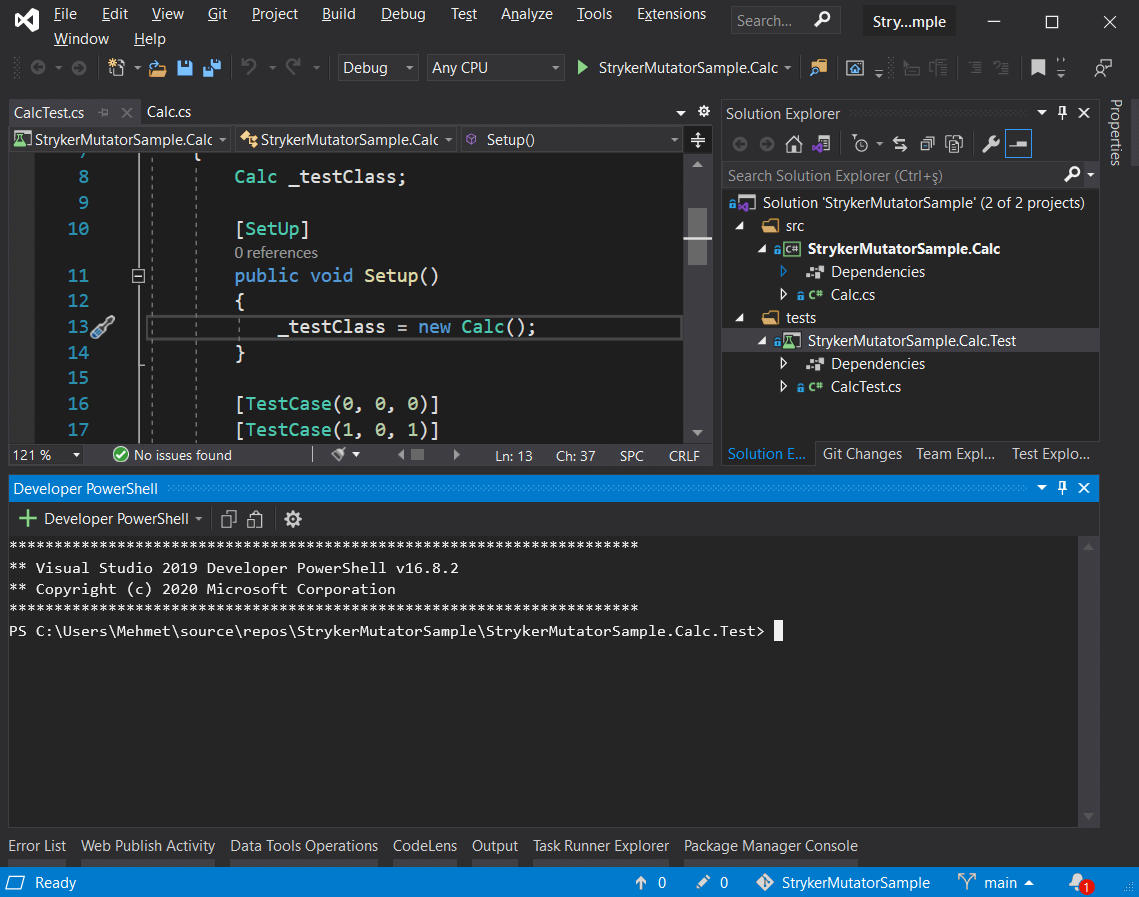 File Edit View Git Project Build Debug Test Analyze Tools Extensions Search... Stry...mple
Window Help
Debug Any CPU StrykerMutatorSample.Calc
CalcTest.cs Calc.cs
StrykerMutatorSample.Calc StrykerMutatorSample.Calc Setup()
8 Calc _testClass;
9
10 [SetUp]
0 references
11 public void Setup()
12 {
13 _testClass = new Calc();
14 }
15
16 [TestCase(0, 0, 0)]
17 [TestCase(1, 0, 1)]
121 % No issues found Ln: 13 Ch: 37 SPC CRLF
Solution Explorer
Search Solution Explorer (Ctrl+ş)
Solution 'StrykerMutatorSample' (2 of 2 projects)
src
C# StrykerMutatorSample.Calc
Dependencies
C# Calc.cs
tests
StrykerMutatorSample.Calc.Test
Dependencies
C# CalcTest.cs
Solution E... Git Changes Team Expl... Test Explo...
Properties
Developer PowerShell
Developer PowerShell
**********************************************************************
** Visual Studio 2019 Developer PowerShell v16.8.2
** Copyright (c) 2020 Microsoft Corporation
**********************************************************************
PS C:\Users\Mehmet\source\repos\StrykerMutatorSample\StrykerMutatorSample.Calc.Test>
Error List Web Publish Activity Data Tools Operations CodeLens Output Task Runner Explorer Package Manager Console
Ready 0 0 StrykerMutatorSample main 1